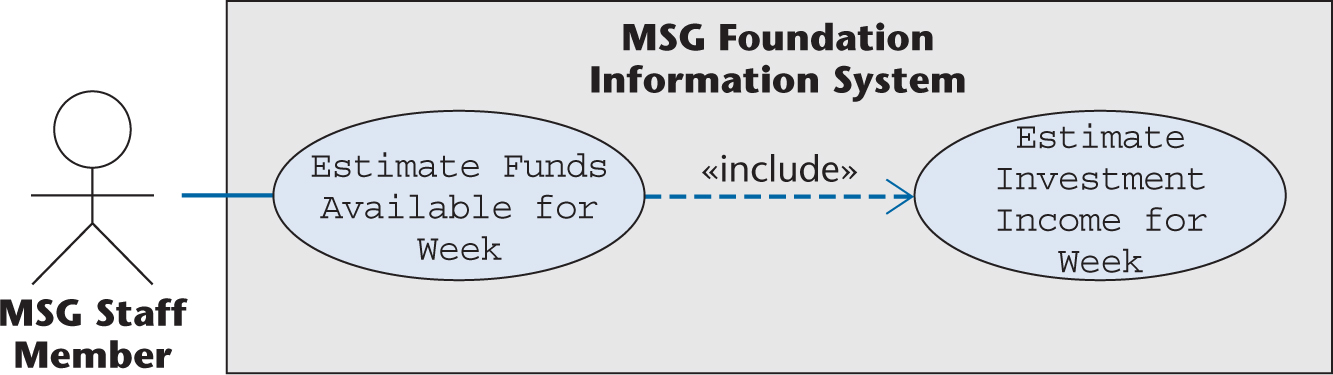 MSG Foundation
Information System
Estimate Funds
Available for
Week
«include»
Estimate
Investment
Income for
Week
MSG Staff
Member